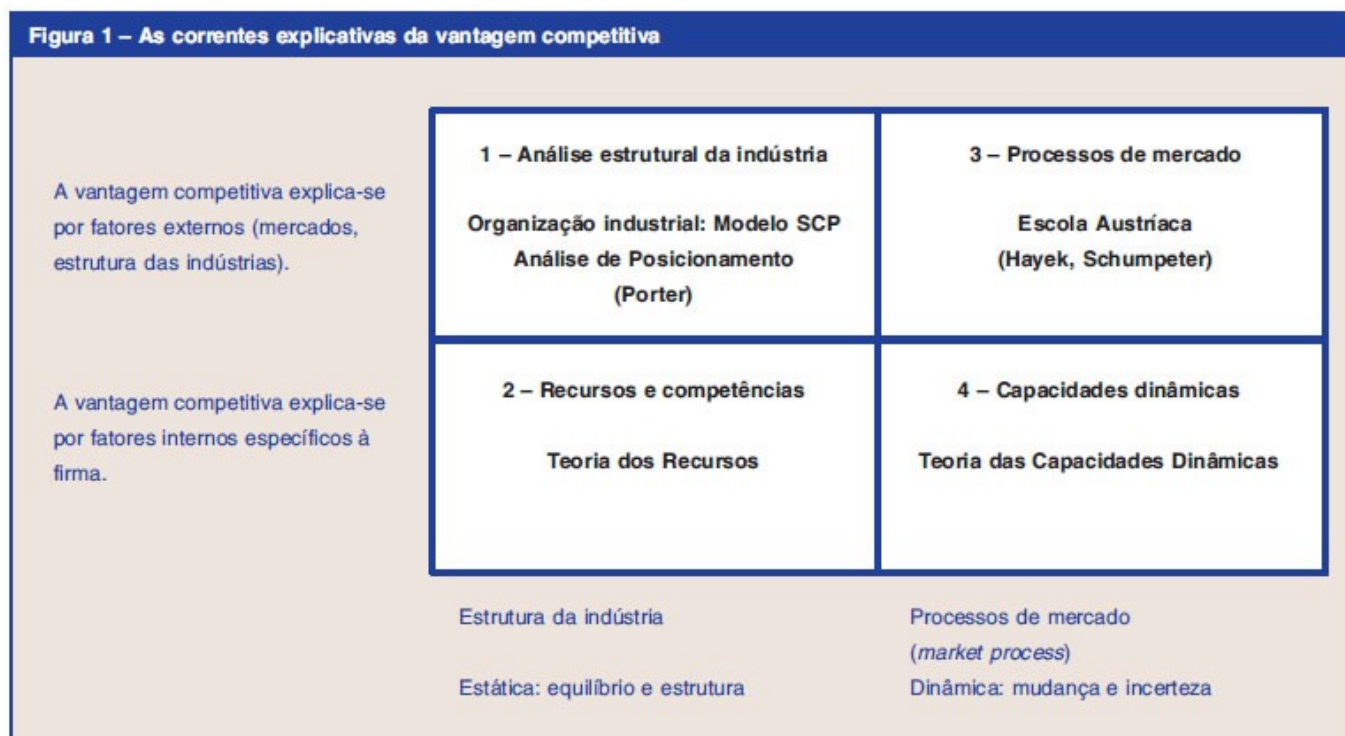 Figura 1 – As correntes explicativas da vantagem competitiva
A vantagem competitiva explica-se
por fatores externos (mercados,
estrutura das indústrias).
1 – Análise estrutural da indústria
Organização industrial: Modelo SCP
Análise de Posicionamento
(Porter)
3 – Processos de mercado
Escola Austríaca
(Hayek, Schumpeter)
A vantagem competitiva explica-se
por fatores internos específicos à
firma.
2 – Recursos e competências
Teoria dos Recursos
4 – Capacidades dinâmicas
Teoria das Capacidades Dinâmicas
Estrutura da indústria
Estática: equilíbrio e estrutura
Processos de mercado
(market process)
Dinâmica: mudança e incerteza